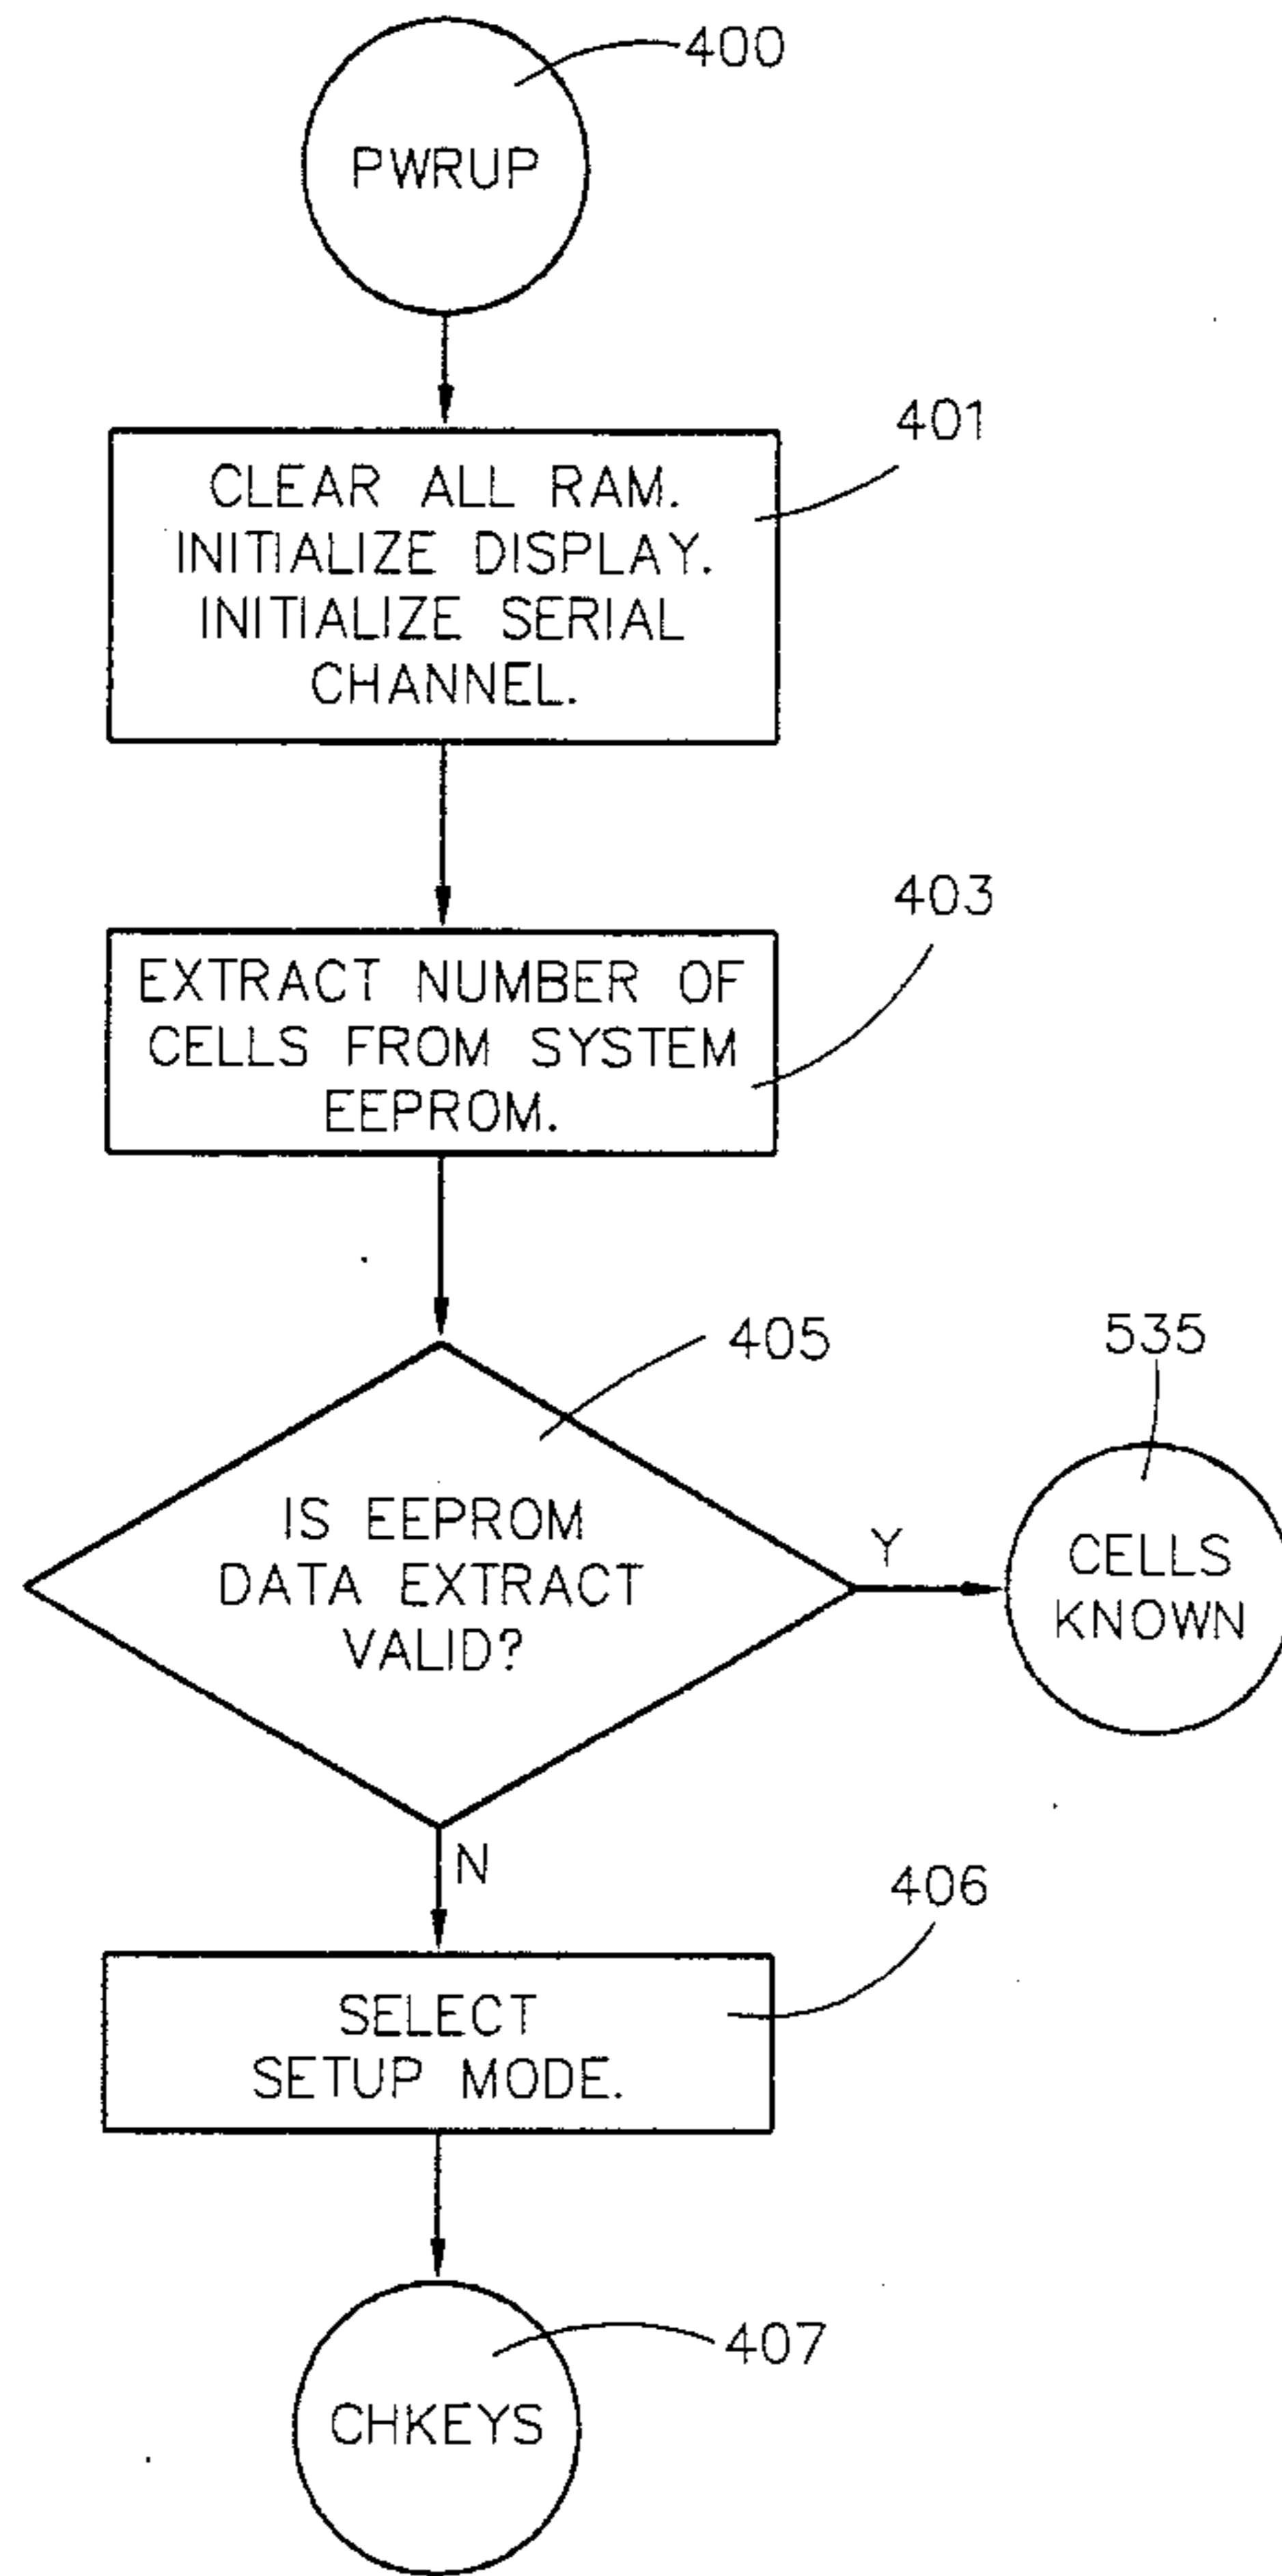 400
PWRUP
401
CLEAR ALL RAM.
INITIALIZE DISPLAY.
INITIALIZE SERIAL
CHANNEL.
403
EXTRACT NUMBER OF
CELLS FROM SYSTEM
EEPROM.
405
IS EEPROM
DATA EXTRACT
VALID?
Y
535
CELLS
KNOWN
N
406
SELECT
SETUP MODE.
407
CHKEYS